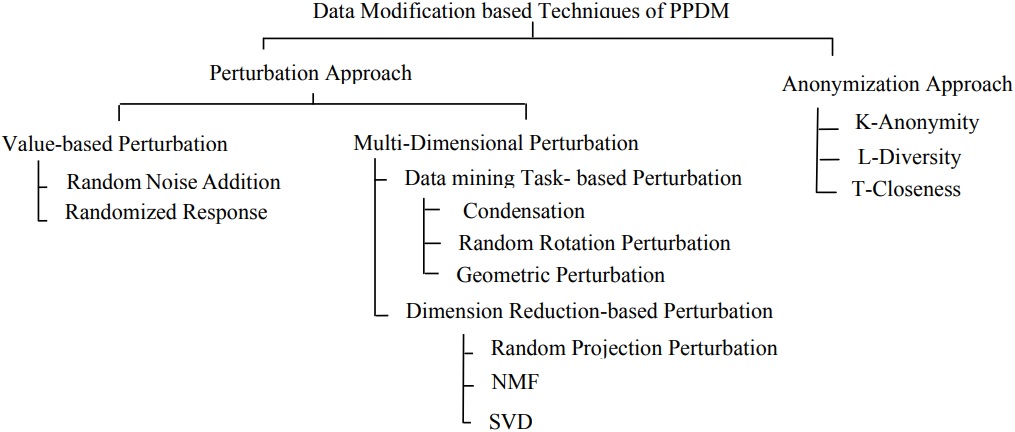 Data Modification based Techniques of PPDM
Perturbation Approach
Anonymization Approach
K-Anonymity
L-Diversity
T-Closeness
Value-based Perturbation
Random Noise Addition
Randomized Response
Multi-Dimensional Perturbation
Data mining Task- based Perturbation
Condensation
Random Rotation Perturbation
Geometric Perturbation
Dimension Reduction-based Perturbation
Random Projection Perturbation
NMF
SVD